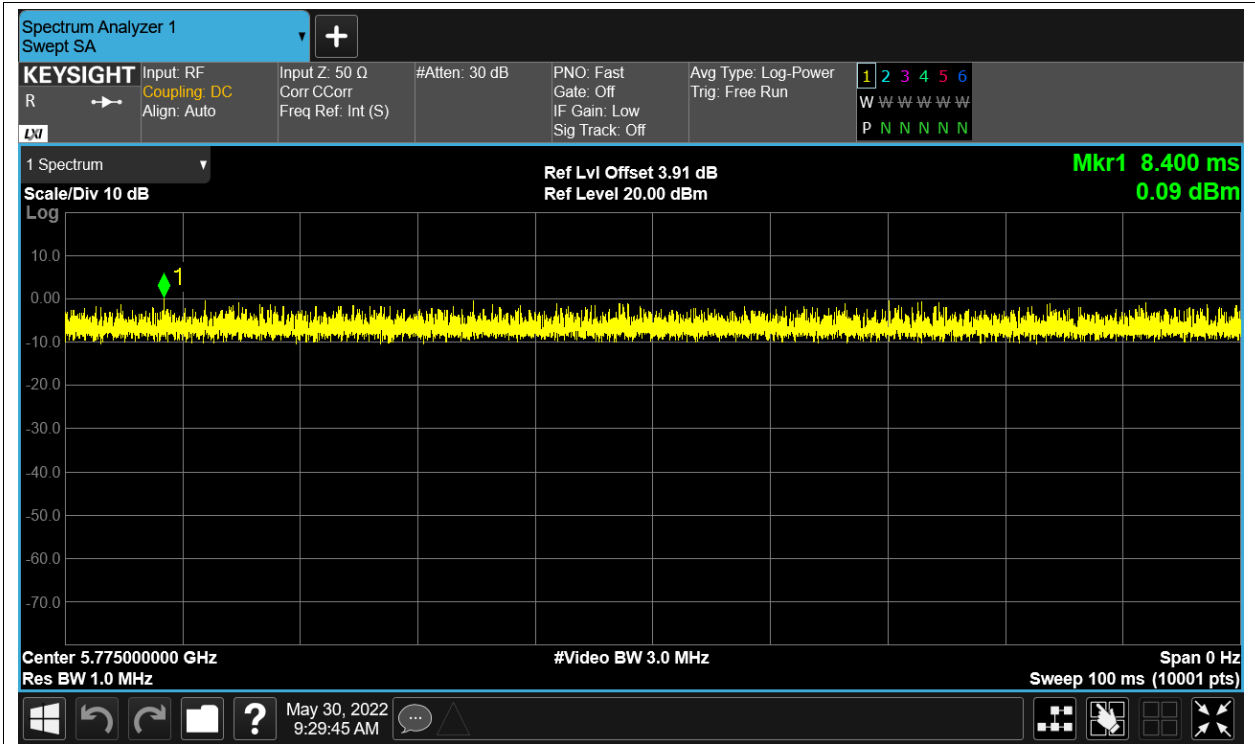 Spectrum Analyzer 1
Swept SA
KEYSIGHT
R
LXI
Input: RF
Coupling: DC
Align: Auto
Input Z: 50 Ω
Corr CCorr
Freq Ref: Int (S)
#Atten: 30 dB
PNO: Fast
Gate: Off
IF Gain: Low
Sig Track: Off
Avg Type: Log-Power
Trig: Free Run
1 2 3 4 5 6
W W W W W W
P N N N N N
1 Spectrum
Scale/Div 10 dB
Log
Ref Lvl Offset 3.91 dB
Ref Level 20.00 dBm
Mkr1 8.400 ms
0.09 dBm
10.0
1
0.00
-10.0
-20.0
-30.0
-40.0
-50.0
-60.0
-70.0
Center 5.775000000 GHz
Res BW 1.0 MHz
#Video BW 3.0 MHz
Span 0 Hz
Sweep 100 ms (10001 pts)
?
May 30, 2022
9:29:45 AM